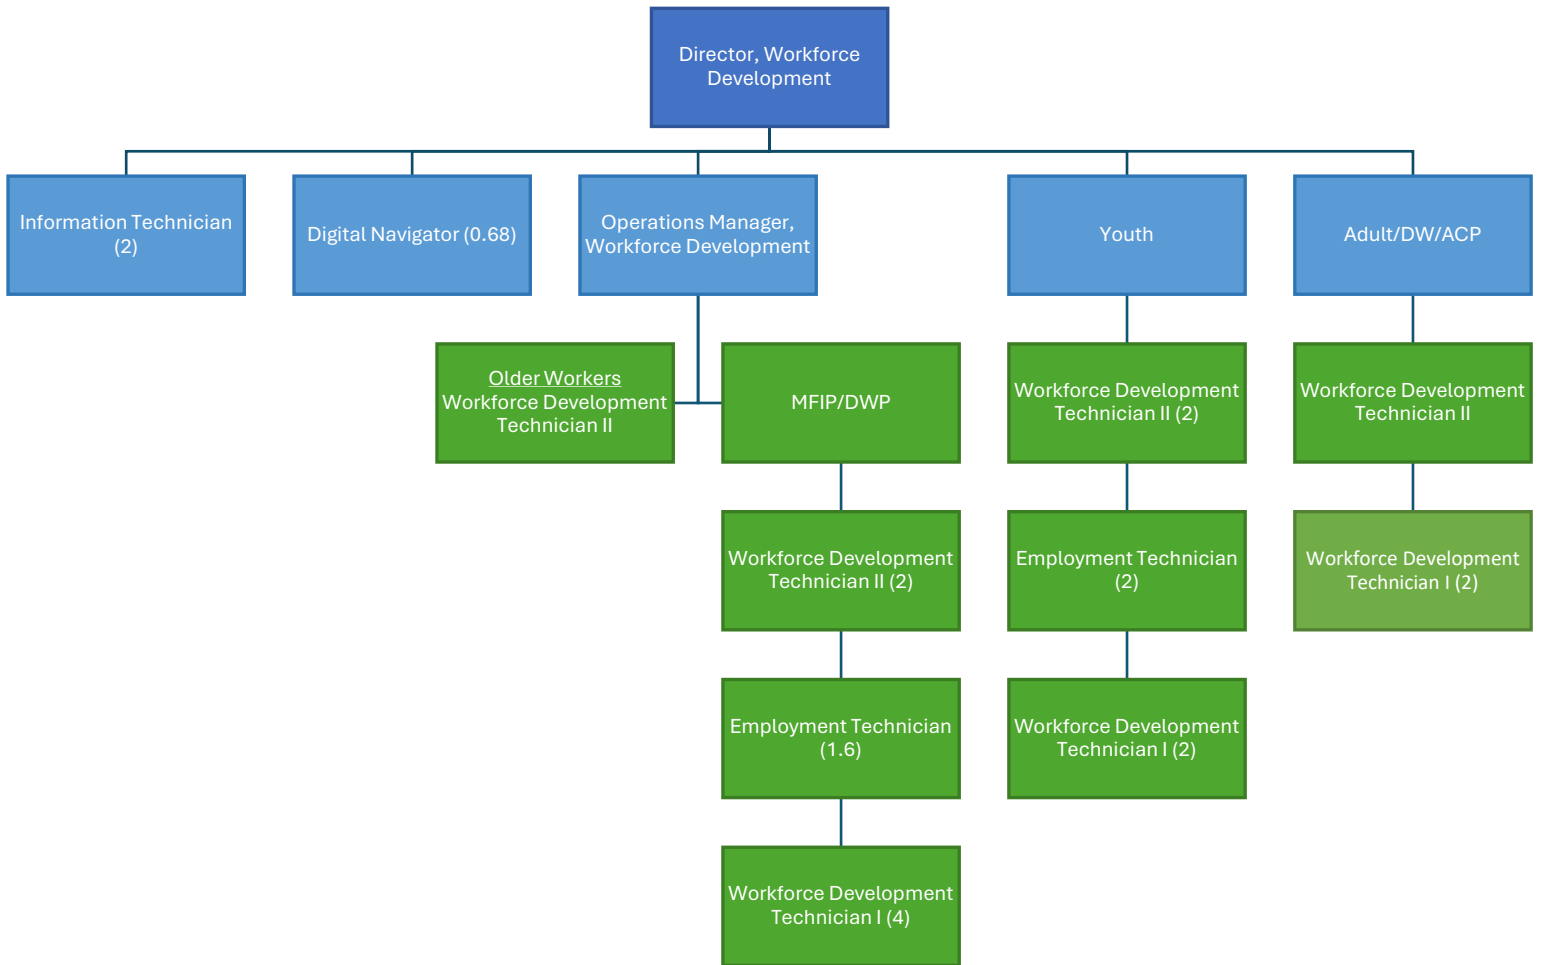 Director, Workforce
Development
Information Technician
(2)
Digital Navigator (0.68)
Operations Manager,
Workforce Development
Youth
Adult/DW/ACP
Older Workers
Workforce Development
Technician II
MFIP/DWP
Workforce Development
Technician II (2)
Workforce Development
Technician II
Workforce Development
Technician II (2)
Employment Technician
(2)
Workforce Development
Technician I (2)
Employment Technician
(1.6)
Workforce Development
Technician I (2)
Workforce Development
Technician I (4)